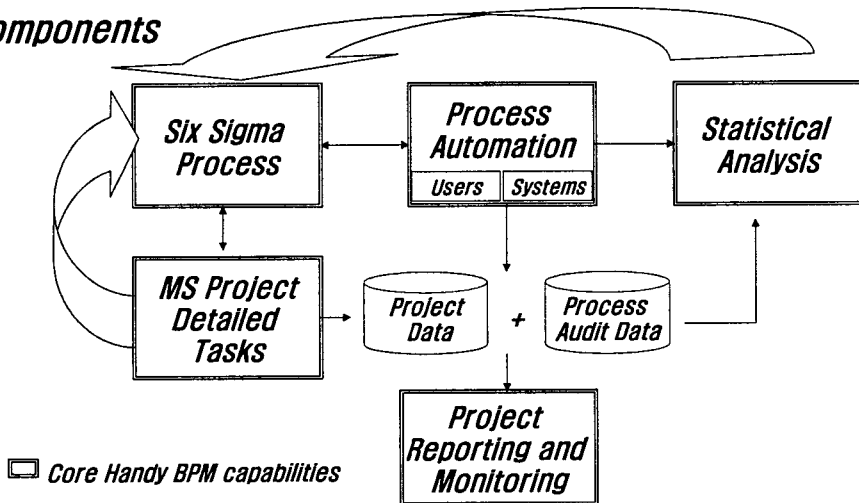 Six Sigma
Process
Process
Automation
Users
Systems
Statistical
Analysis
MS Project
Detailed
Tasks
Project
Data
+
Process
Audit Data
Project
Reporting and
Monitoring
Core Handy BPM capabilities